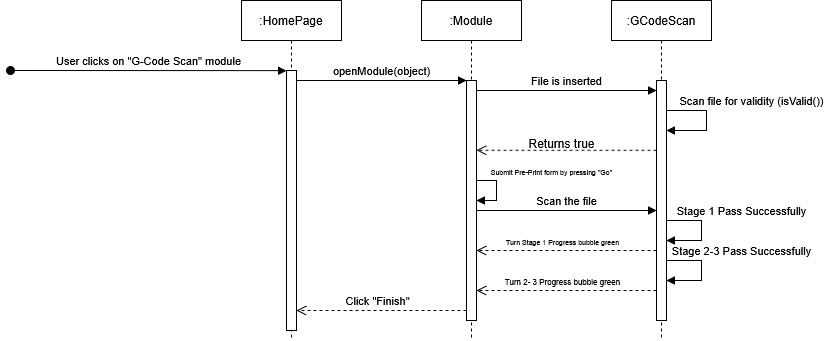 :HomePage
:Module
:GCodeScan
User clicks on "G-Code Scan" module
openModule(object)
File is inserted
Scan file for validity (isValid())
Returns true
Submit Pre-Print form by pressing "Go"
Scan the file
Stage 1 Pass Successfully
Turn Stage 1 Progress bubble green
Stage 2-3 Pass Successfully
Turn 2- 3 Progress bubble green
Click "Finish"